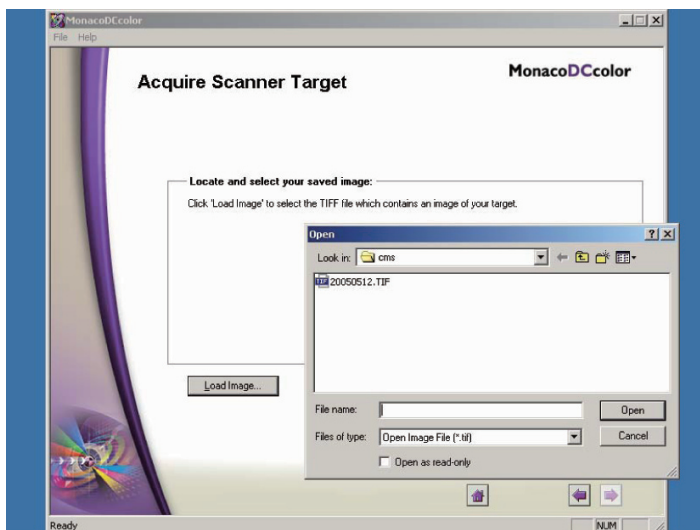 MonacoDCcolor
File Help
Acquire Scanner Target
MonacoDCcolor
Locate and select your saved image:
Click 'Load Image' to select the TIFF file which contains an image of your target.
Open
Look in: cms
20050512.TIF
Load Image...
File name:
Open
Files of type: Open Image File (*.tif)
Cancel
Open as read-only
Ready
NUM